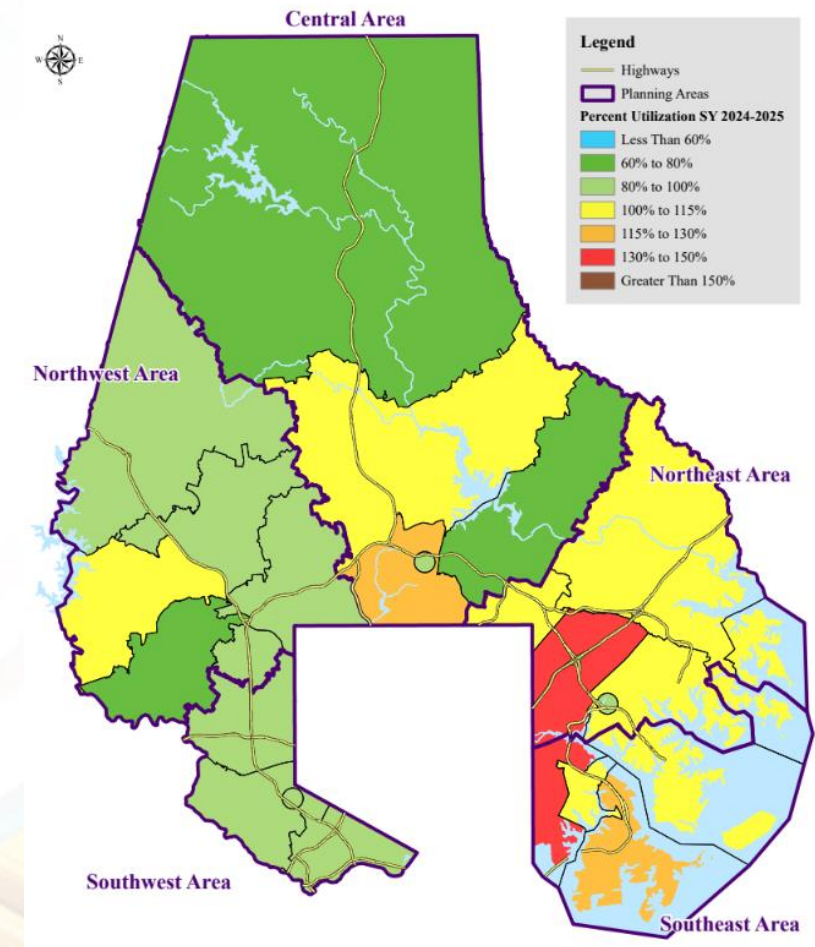 Central Area
N
W E
S
Legend
Highways
Planning Areas
Percent Utilization SY 2024-2025
Less Than 60%
60% to 80%
80% to 100%
100% to 115%
115% to 130%
130% to 150%
Greater Than 150%
Northwest Area
Northeast Area
Southwest Area
Southeast Area